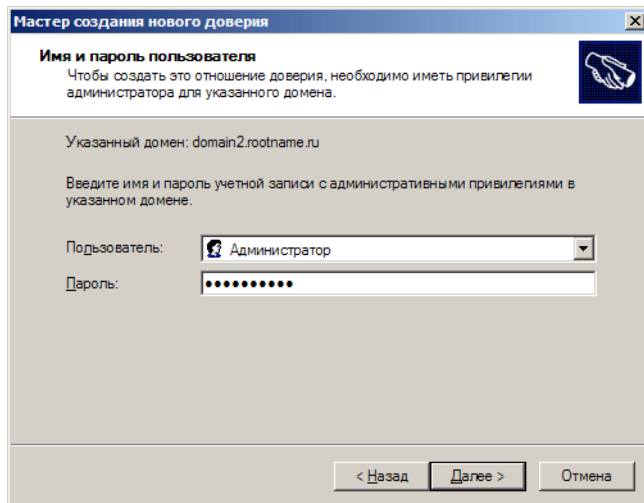 Мастер создания нового доверия
Имя и пароль пользователя
Чтобы создать это отношение доверия, необходимо иметь привилегии
администратора для указанного домена.
Указанный домен: domain2.rootname.ru
Введите имя и пароль учетной записи с административными привилегиями в
указанном домене.
Пользователь: Администратор
Пароль: ●●●●●●●●●●
< Назад Далее > Отмена